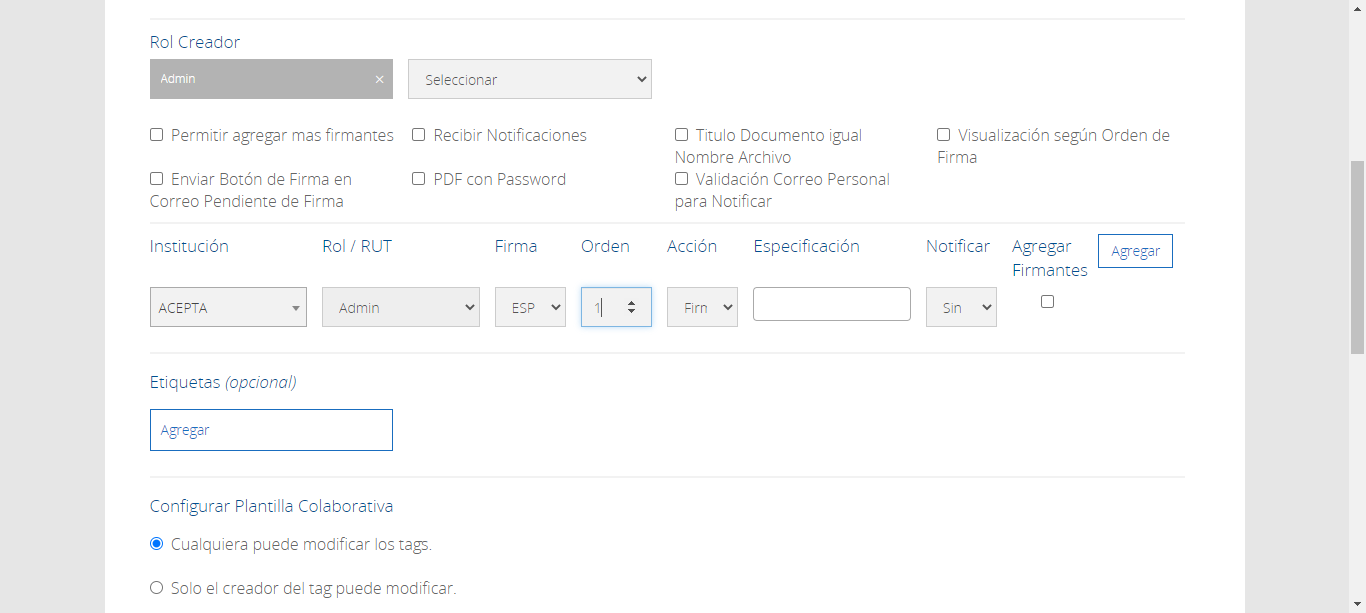 Rol Creador
Admin ×
Seleccionar
Permitir agregar mas firmantes
Recibir Notificaciones
Titulo Documento igual
Nombre Archivo
Visualización según Orden de
Firma
Enviar Botón de Firma en
Correo Pendiente de Firma
PDF con Password
Validación Correo Personal
para Notificar
Institución Rol / RUT Firma Orden Acción Especificación Notificar Agregar
Firmantes
Agregar
ACEPTA Admin ESP 1 Firn Sin
Etiquetas (opcional)
Agregar
Configurar Plantilla Colaborativa
Cualquiera puede modificar los tags.
Solo el creador del tag puede modificar.